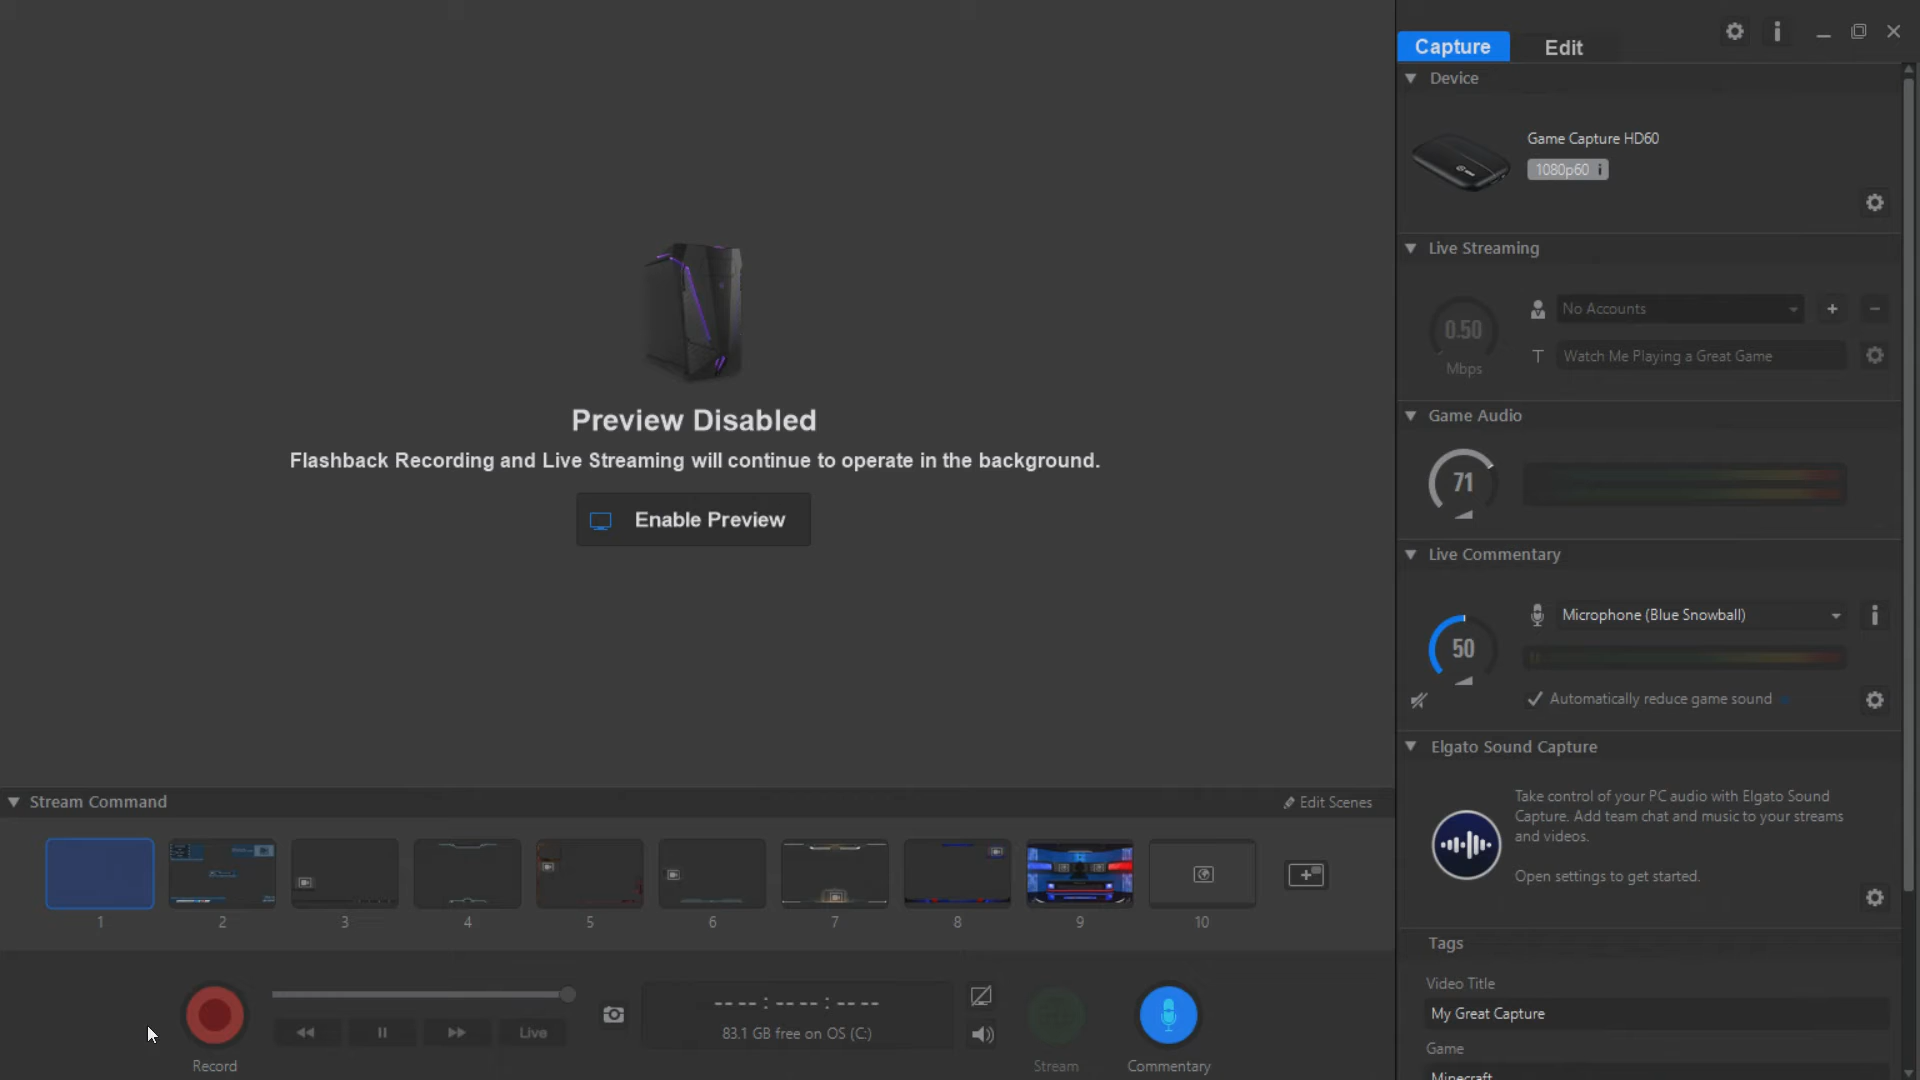 Capture
Edit
Device
Game Capture HD60
1080p60 i
Live Streaming
0.50
Mbps
No Accounts
T
Watch Me Playing a Great Game
Game Audio
71
Live Commentary
Microphone (Blue Snowball)
50
Automatically reduce game sound
Elgato Sound Capture
Take control of your PC audio with Elgato Sound
Capture. Add team chat and music to your streams
and videos.
Open settings to get started.
Tags
Video Title
My Great Capture
Game
Minecraft
Preview Disabled
Flashback Recording and Live Streaming will continue to operate in the background.
Enable Preview
Stream Command
Edit Scenes
1
2
3
4
5
6
7
8
9
10
Record
Live
-- -- : -- -- : -- --
83.1 GB free on OS (C:)
Stream
Commentary